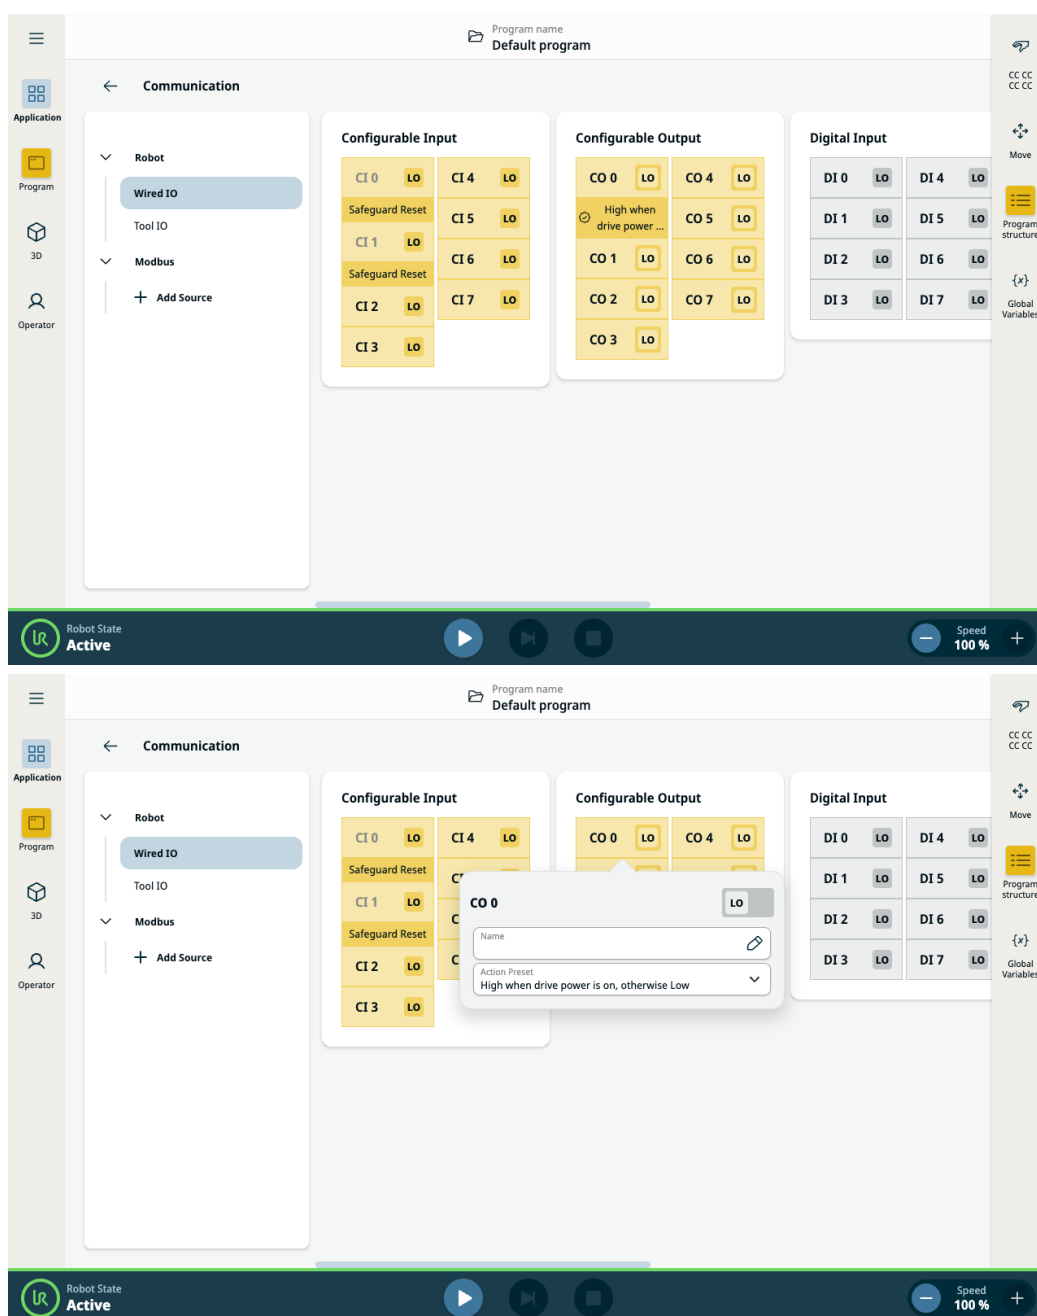 Program name
Default program
Application
Program
3D
Operator
Communication
Robot
Wired IO
Tool IO
Modbus
Add Source
Configurable Input
CI 0 LO
Safeguard Reset
CI 1 LO
Safeguard Reset
CI 2 LO
CI 3 LO
CI 4 LO
CI 5 LO
CI 6 LO
CI 7 LO
Configurable Output
CO 0 LO
High when
drive power ...
CO 1 LO
CO 2 LO
CO 3 LO
CO 4 LO
CO 5 LO
CO 6 LO
CO 7 LO
Digital Input
DI 0 LO
DI 1 LO
DI 2 LO
DI 3 LO
DI 4 LO
DI 5 LO
DI 6 LO
DI 7 LO
CC CC
CC CC
Move
Program
structure
{x}
Global
Variables
UR
Robot State
Active
Speed
100 %
Program name
Default program
Application
Program
3D
Operator
Communication
Robot
Wired IO
Tool IO
Modbus
Add Source
Configurable Input
CI 0 LO
Safeguard Reset
CI 1 LO
Safeguard Reset
CI 2 LO
CI 3 LO
CI 4 LO
Configurable Output
CO 0 LO
CO 4 LO
CO 0
LO
Name
Action Preset
High when drive power is on, otherwise Low
Digital Input
DI 0 LO
DI 1 LO
DI 2 LO
DI 3 LO
DI 4 LO
DI 5 LO
DI 6 LO
DI 7 LO
CC CC
CC CC
Move
Program
structure
{x}
Global
Variables
UR
Robot State
Active
Speed
100 %